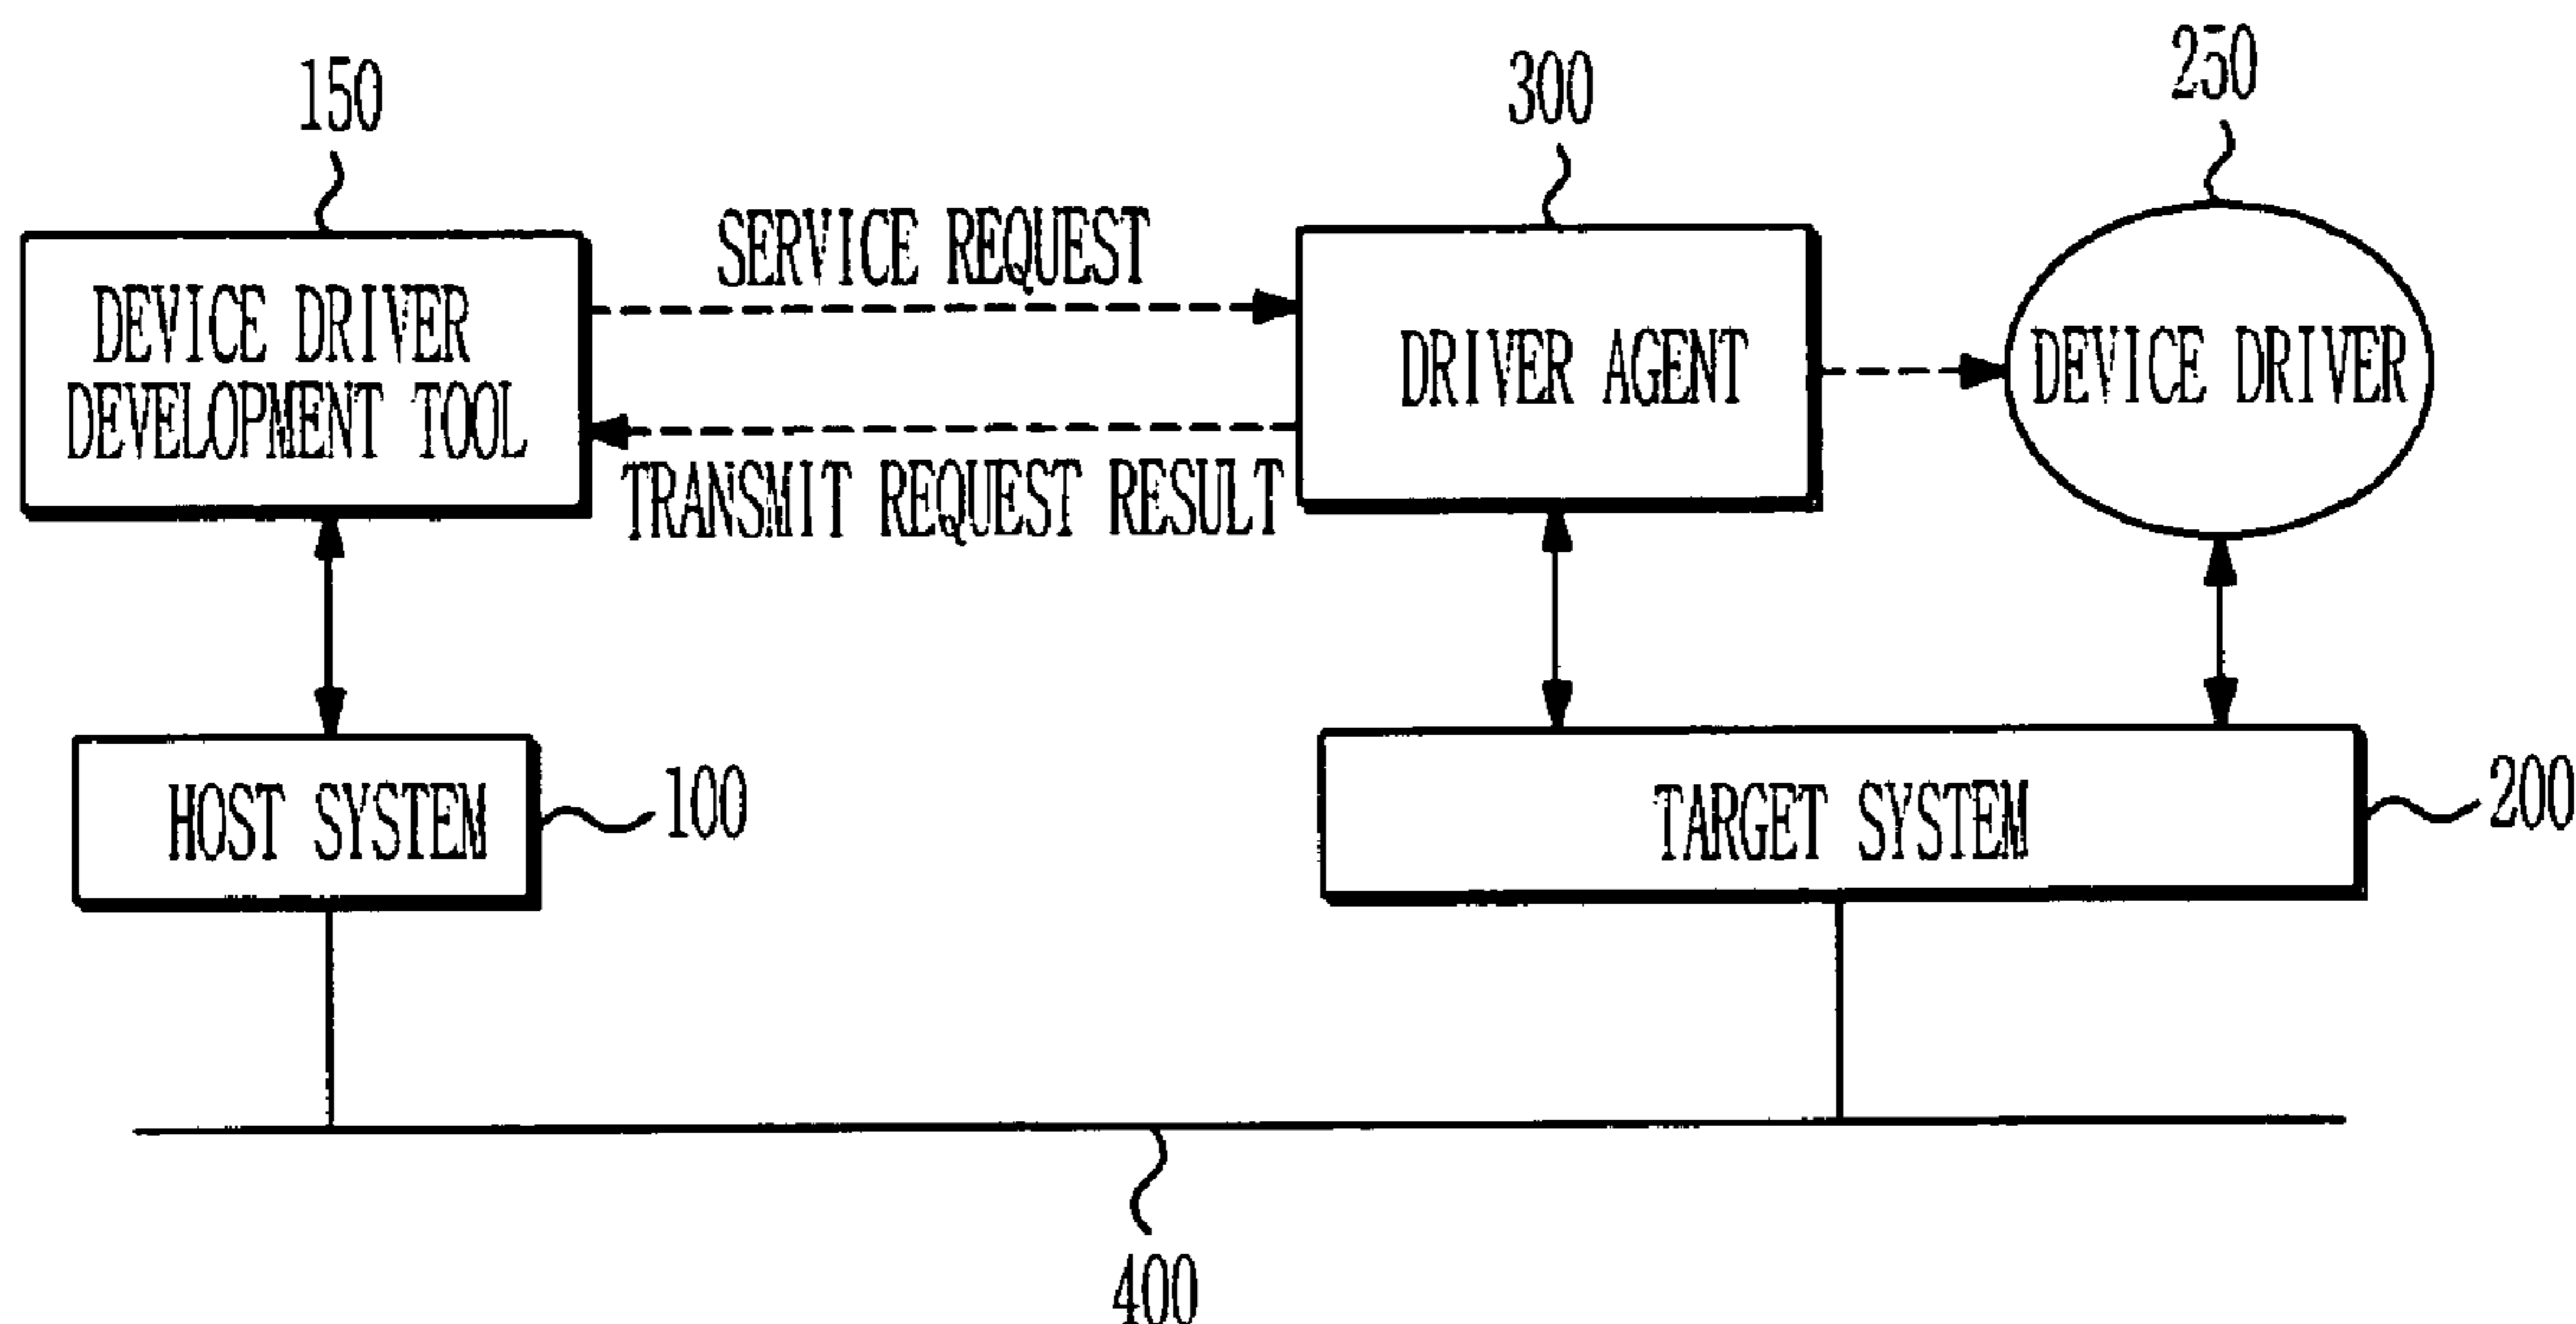 150
300
250
SERVICE REQUEST
DEVICE DRIVER
DEVELOPMENT TOOL
DRIVER AGENT
DEVICE DRIVER
TRANSMIT REQUEST RESULT
HOST SYSTEM
100
TARGET SYSTEM
200
400